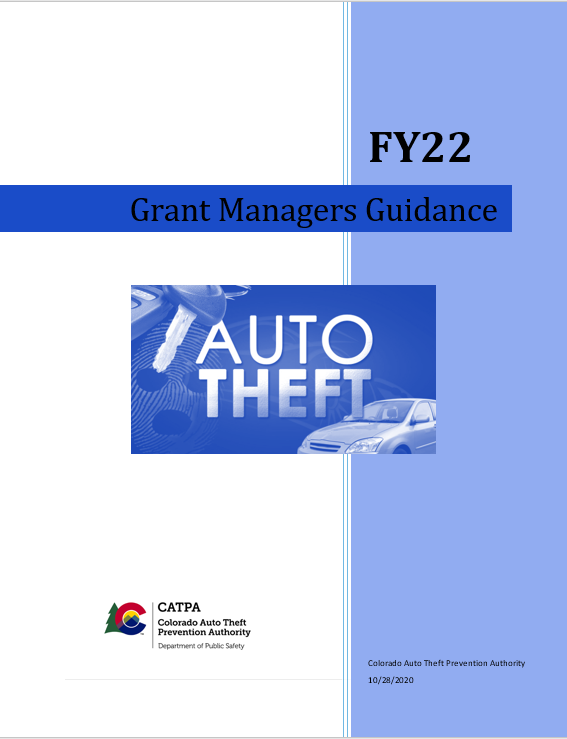 FY22
Grant Managers Guidance
AUTO
THEFT
CATPA
Colorado Auto Theft
Prevention Authority
Department of Public Safety
Colorado Auto Theft Prevention Authority
10/28/2020